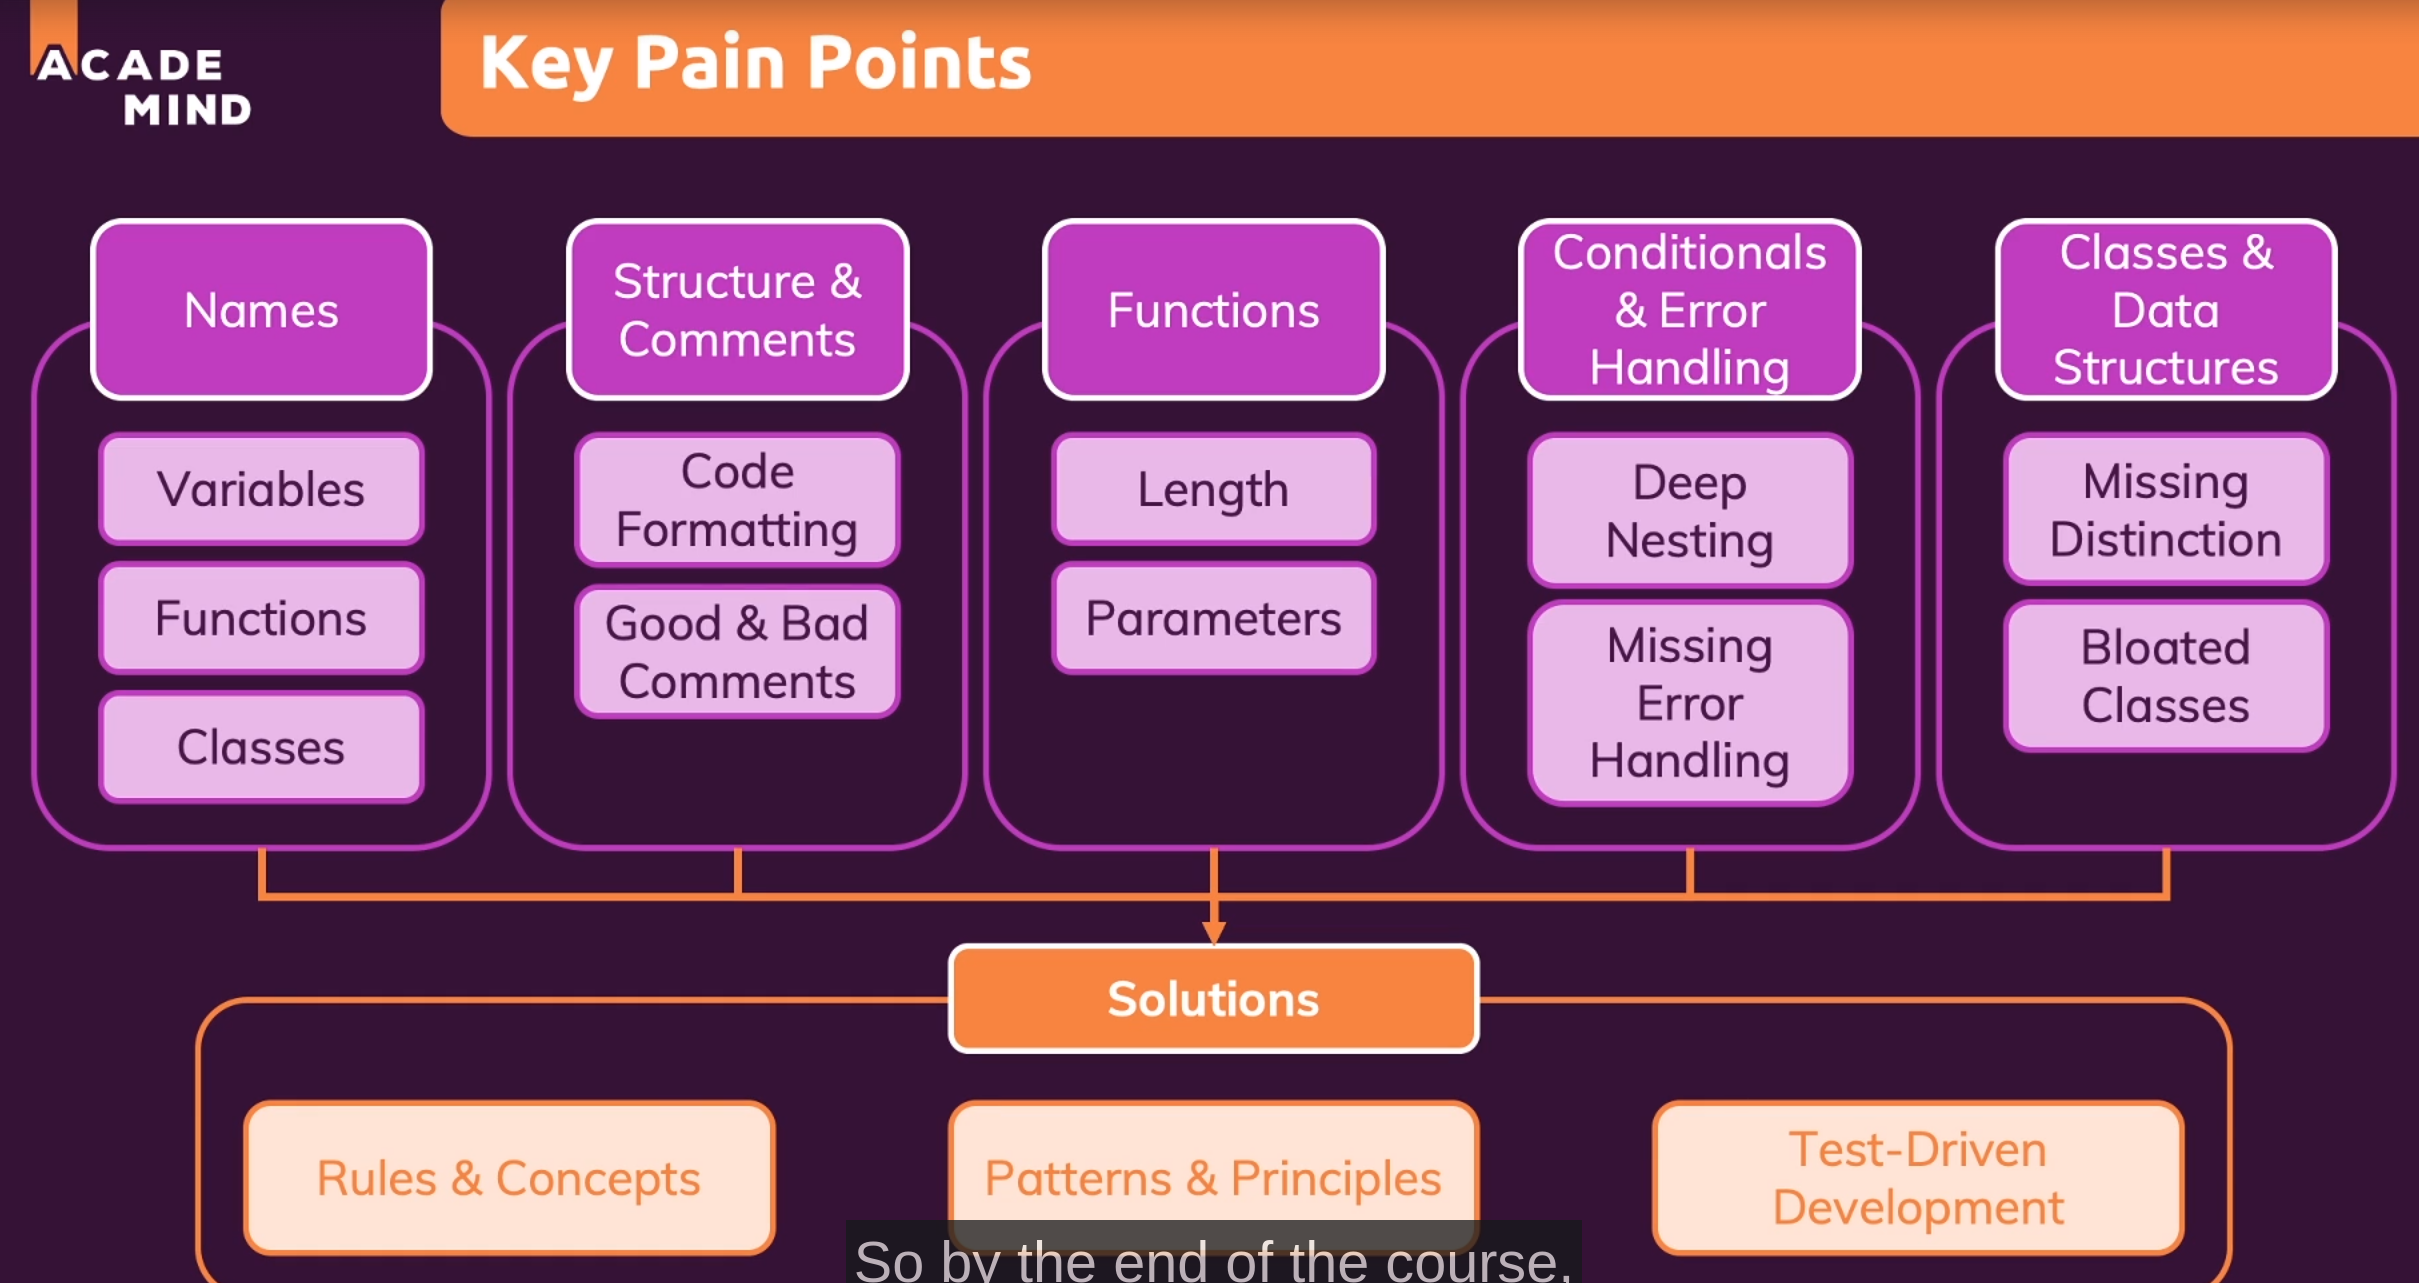 ACADE
MIND
Key Pain Points
Names
Variables
Functions
Classes
Structure &
Comments
Code
Formatting
Good & Bad
Comments
Functions
Length
Parameters
Conditionals
& Error
Handling
Deep
Nesting
Missing
Error
Handling
Classes &
Data
Structures
Missing
Distinction
Bloated
Classes
Solutions
Rules & Concepts
Patterns & Principles
Test-Driven
Development
So by the end of the course,